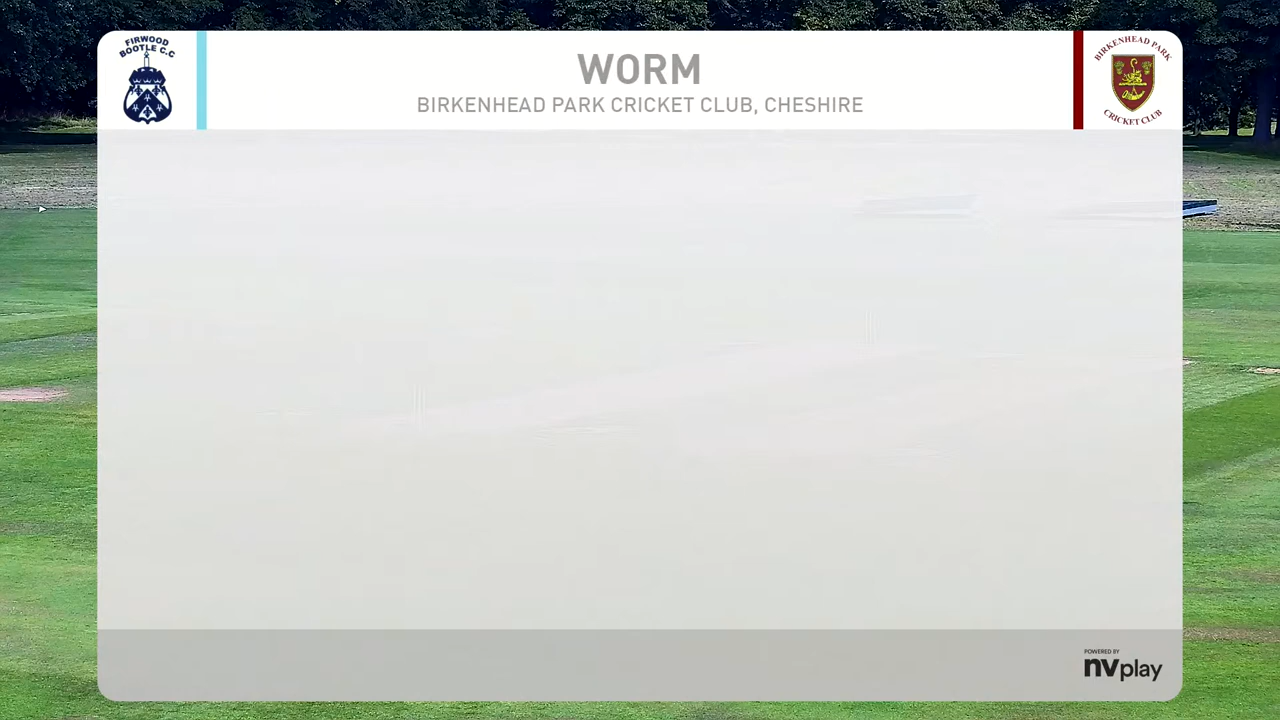 FIRWOOD
BOOTLE C.C
WORM
BIRKENHEAD PARK CRICKET CLUB, CHESHIRE
BIRKENHEAD PARK
CRICKET CLUB
POWERED BY
nvplay